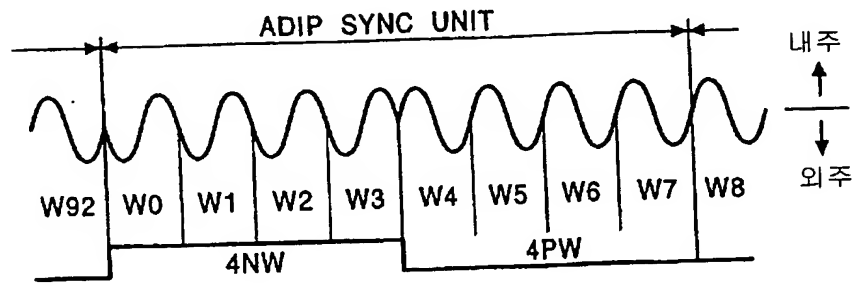 ADIP SYNC UNIT
내주
외주
W92 W0 W1 W2 W3 W4 W5 W6 W7 W8
4NW 4PW